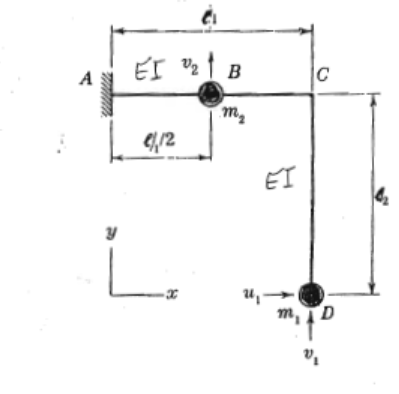 ℓ₁
A EI v₂ B C
m₂
ℓ₁/2
EI
ℓ₂
y
x u₁ m₁ D
v₁